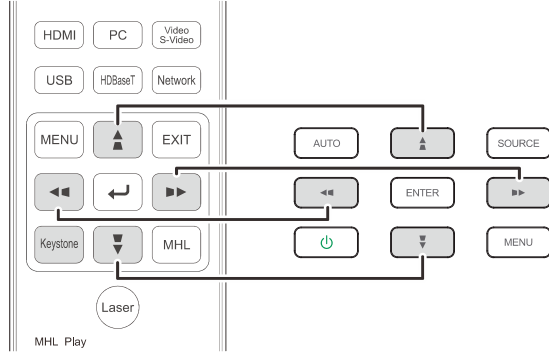 HDMI PC Video
S-Video
USB HDBaseT Network
MENU EXIT AUTO SOURCE
ENTER
Keystone MHL MENU
Laser
MHL Play